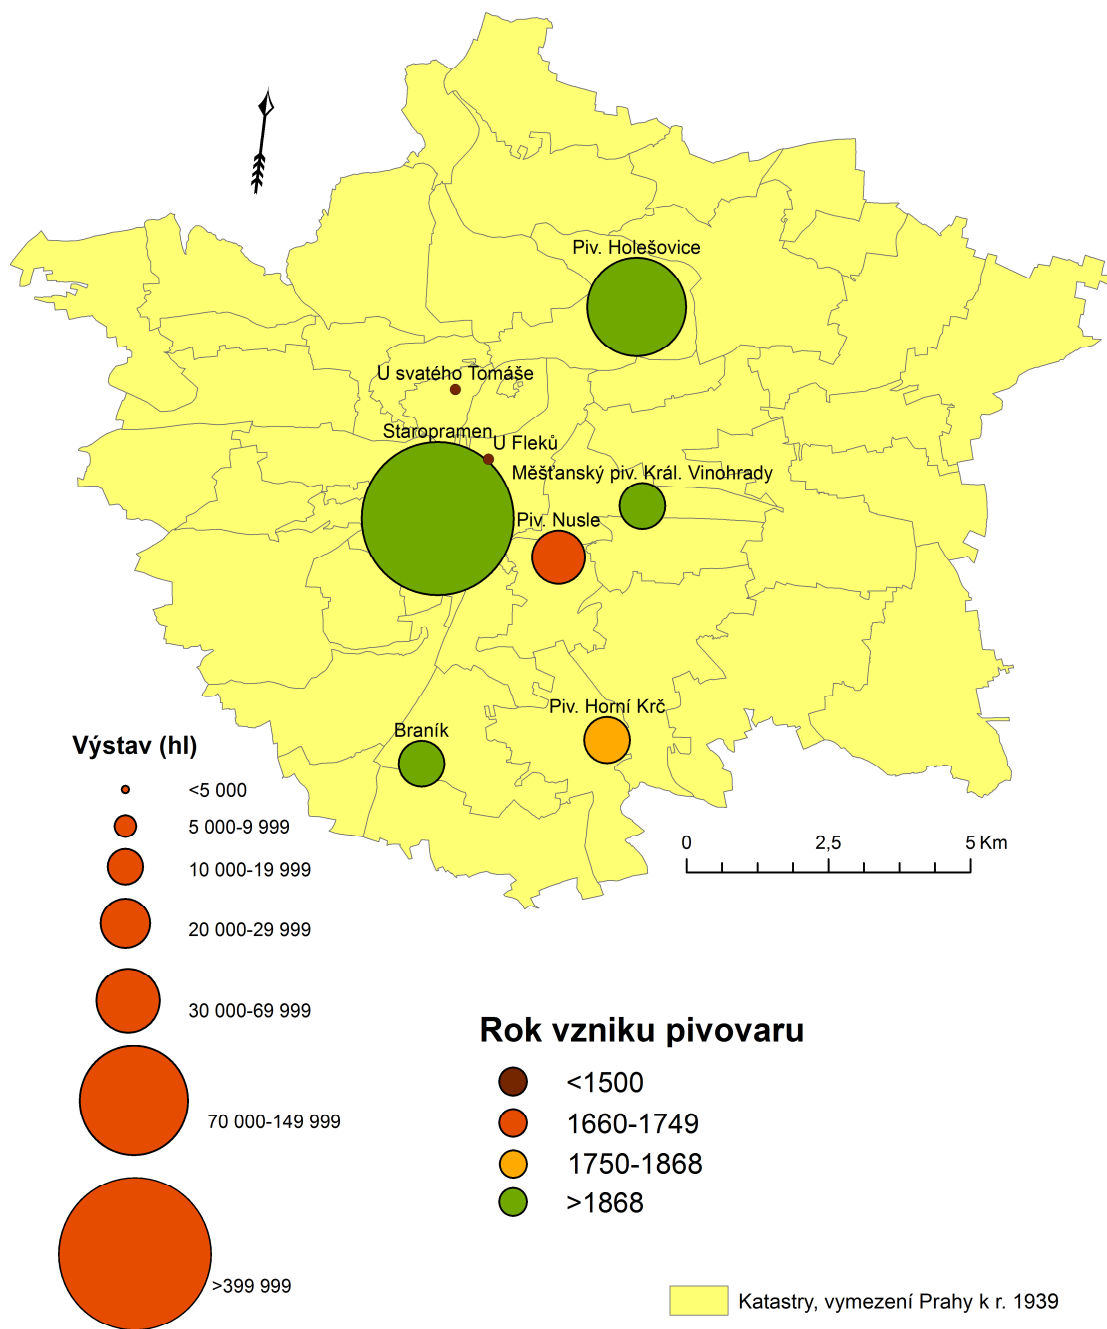 Piv. Holešovice
U svatého Tomáše
Staropramen
U Fleků
Měšťanský piv. Král. Vinohrady
Piv. Nusle
Piv. Horní Krč
Braník
Výstav (hl)
<5 000
5 000-9 999
10 000-19 999
20 000-29 999
30 000-69 999
70 000-149 999
>399 999
0 2,5 5 Km
Rok vzniku pivovaru
<1500
1660-1749
1750-1868
>1868
Katastry, vymezení Prahy k r. 1939